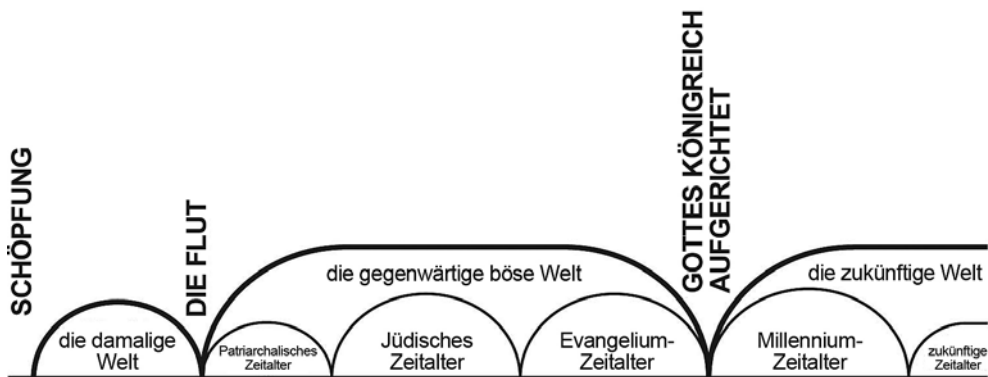 SCHÖPFUNG
DIE FLUT
GOTTES KÖNIGREICH
AUFGERICHTET
die gegenwärtige böse Welt
die zukünftige Welt
die damalige
Welt
Patriarchalisches
Zeitalter
Jüdisches
Zeitalter
Evangelium-
Zeitalter
Millennium-
Zeitalter
zukünftige
Zeitalter